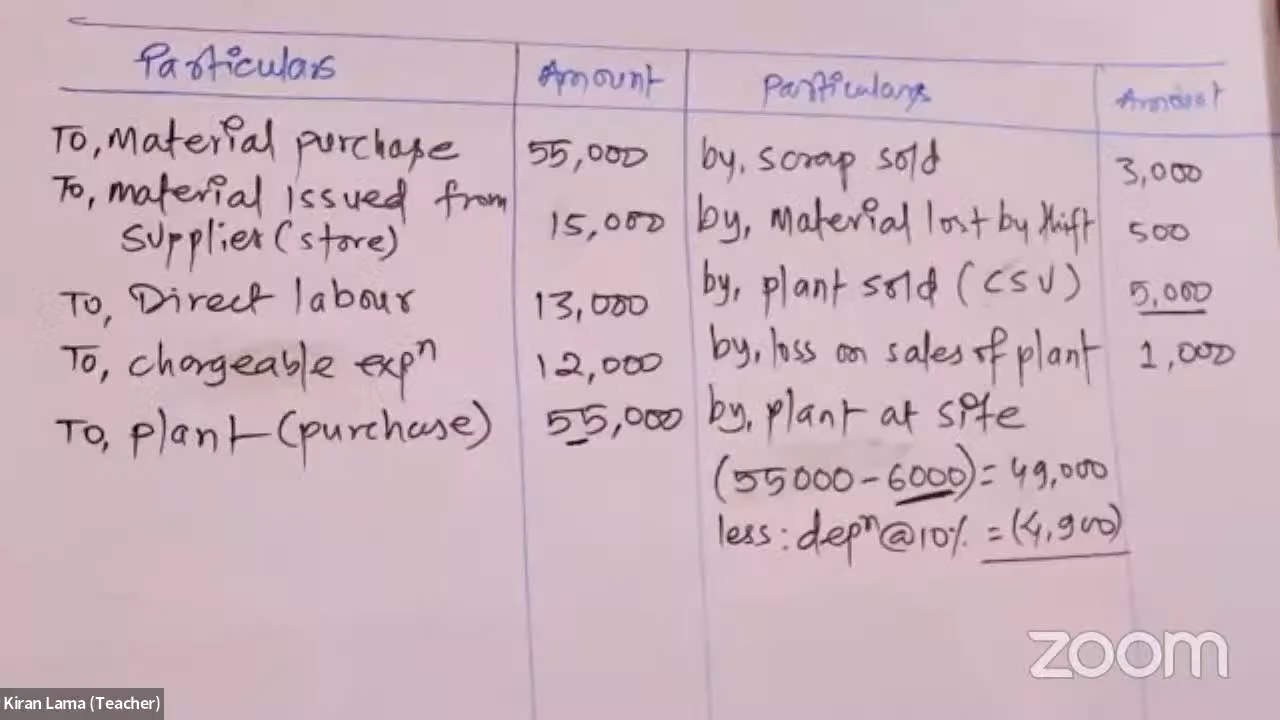 Particulars Amount Particulars Amount
To, Material purchase 55,000 by, scrap sold 3,000
To, material issued from
supplier (store) 15,000 by, Material lost by thift 500
To, Direct labour 13,000 by, plant sold (CSV) 5,000
To, chargeable expⁿ 12,000 by, loss on sales of plant 1,000
To, plant (purchase) 55,000 by, plant at site
(55000 - 6000) = 49,000
less : depⁿ @10% = (4,900)
zoom
Kiran Lama (Teacher)